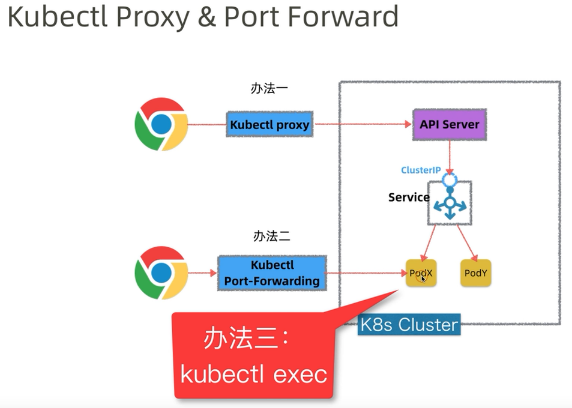 Kubectl Proxy & Port Forward
办法一
Kubectl proxy
API Server
ClusterIP
Service
办法二
Kubectl
Port-Forwarding
PodX
PodY
K8s Cluster
办法三：
kubectl exec